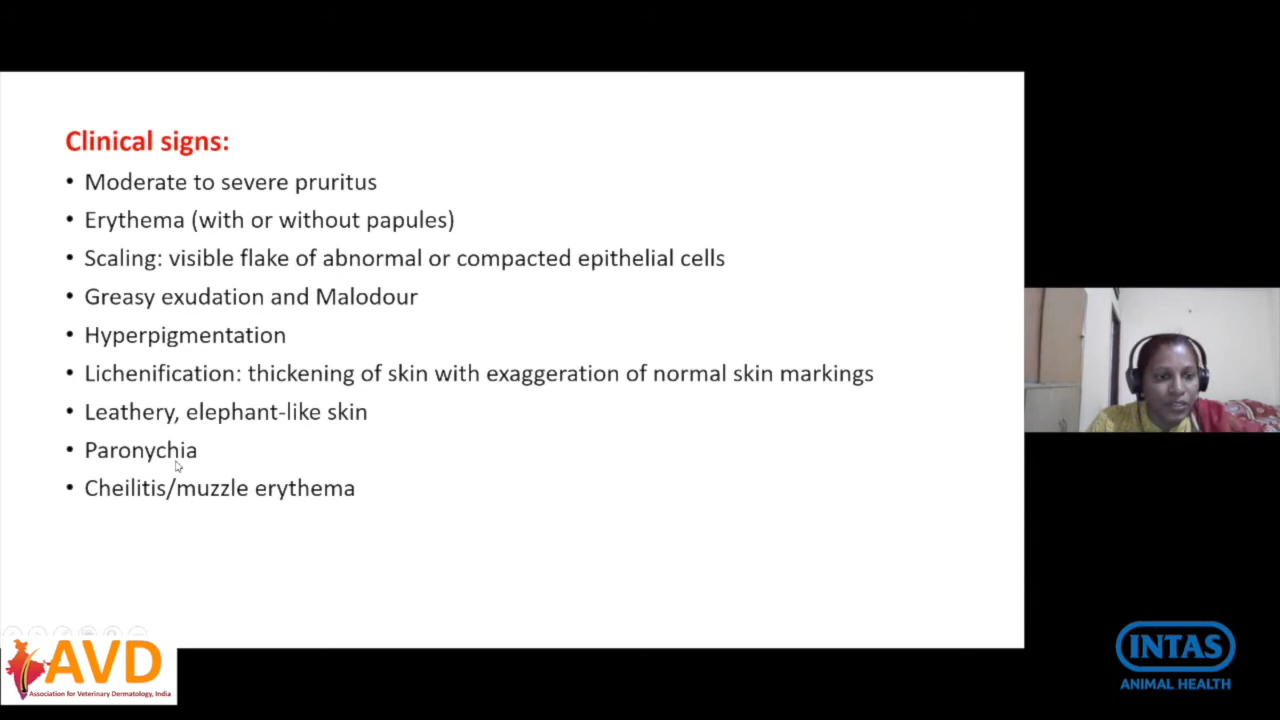 Clinical signs:
• Moderate to severe pruritus
• Erythema (with or without papules)
• Scaling: visible flake of abnormal or compacted epithelial cells
• Greasy exudation and Malodour
• Hyperpigmentation
• Lichenification: thickening of skin with exaggeration of normal skin markings
• Leathery, elephant-like skin
• Paronychia
• Cheilitis/muzzle erythema
AVD
Association for Veterinary Dermatology, India
INTAS
ANIMAL HEALTH